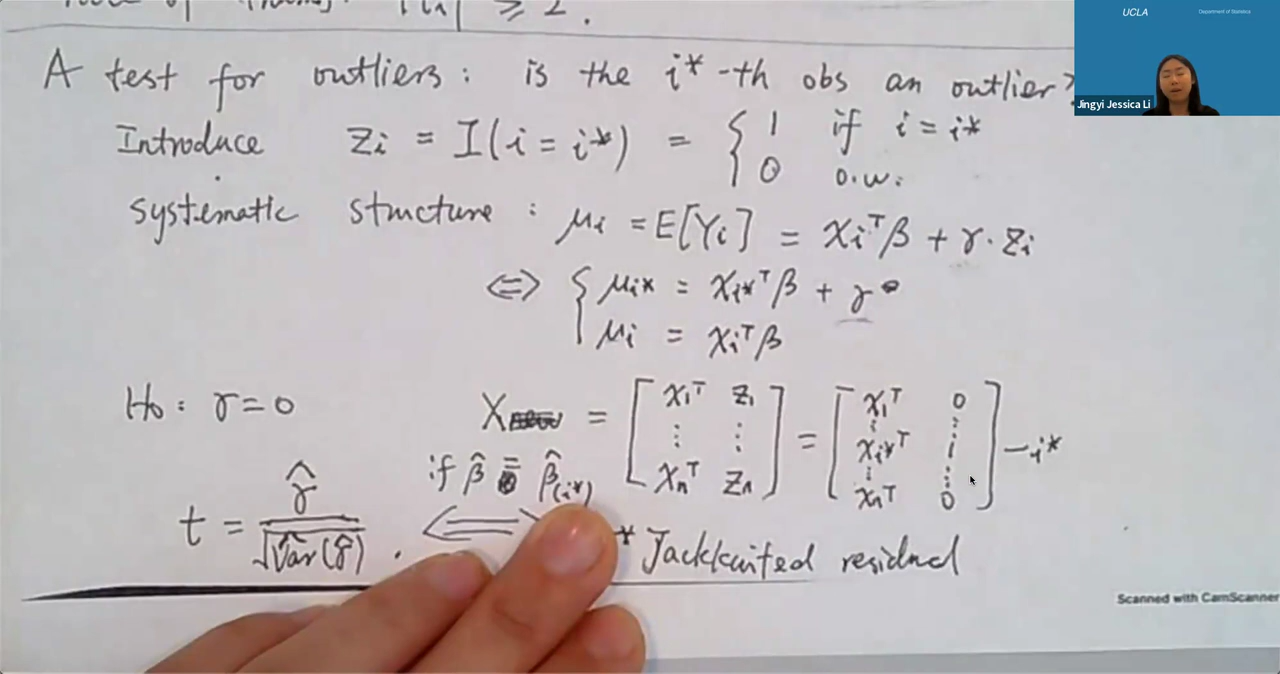 |≥ 2.
UCLA
Department of Statistics
Jingyi Jessica Li
A test for outliers: is the i*-th obs an outlier?
Introduce Zi = I(i = i*) = { 1 if i = i*
0 o.w.
systematic structure : μi = E[Yi] = Xiᵀβ + γ·Zi
⇔ { μi* = Xi*ᵀβ + γ
μi = Xiᵀβ
H₀: γ=0
X = [ X₁ᵀ Z₁ ⋮ ⋮ Xnᵀ Zn ] = [ X₁ᵀ 0 ⋮ ⋮ Xi*ᵀ 1 ⋮ ⋮ Xnᵀ 0 ] – i*
if β̂ = β̂(i*)
t = γ̂ / √Var̂(γ̂) . ⇔ * Jackknifed residual
Scanned with CamScanner